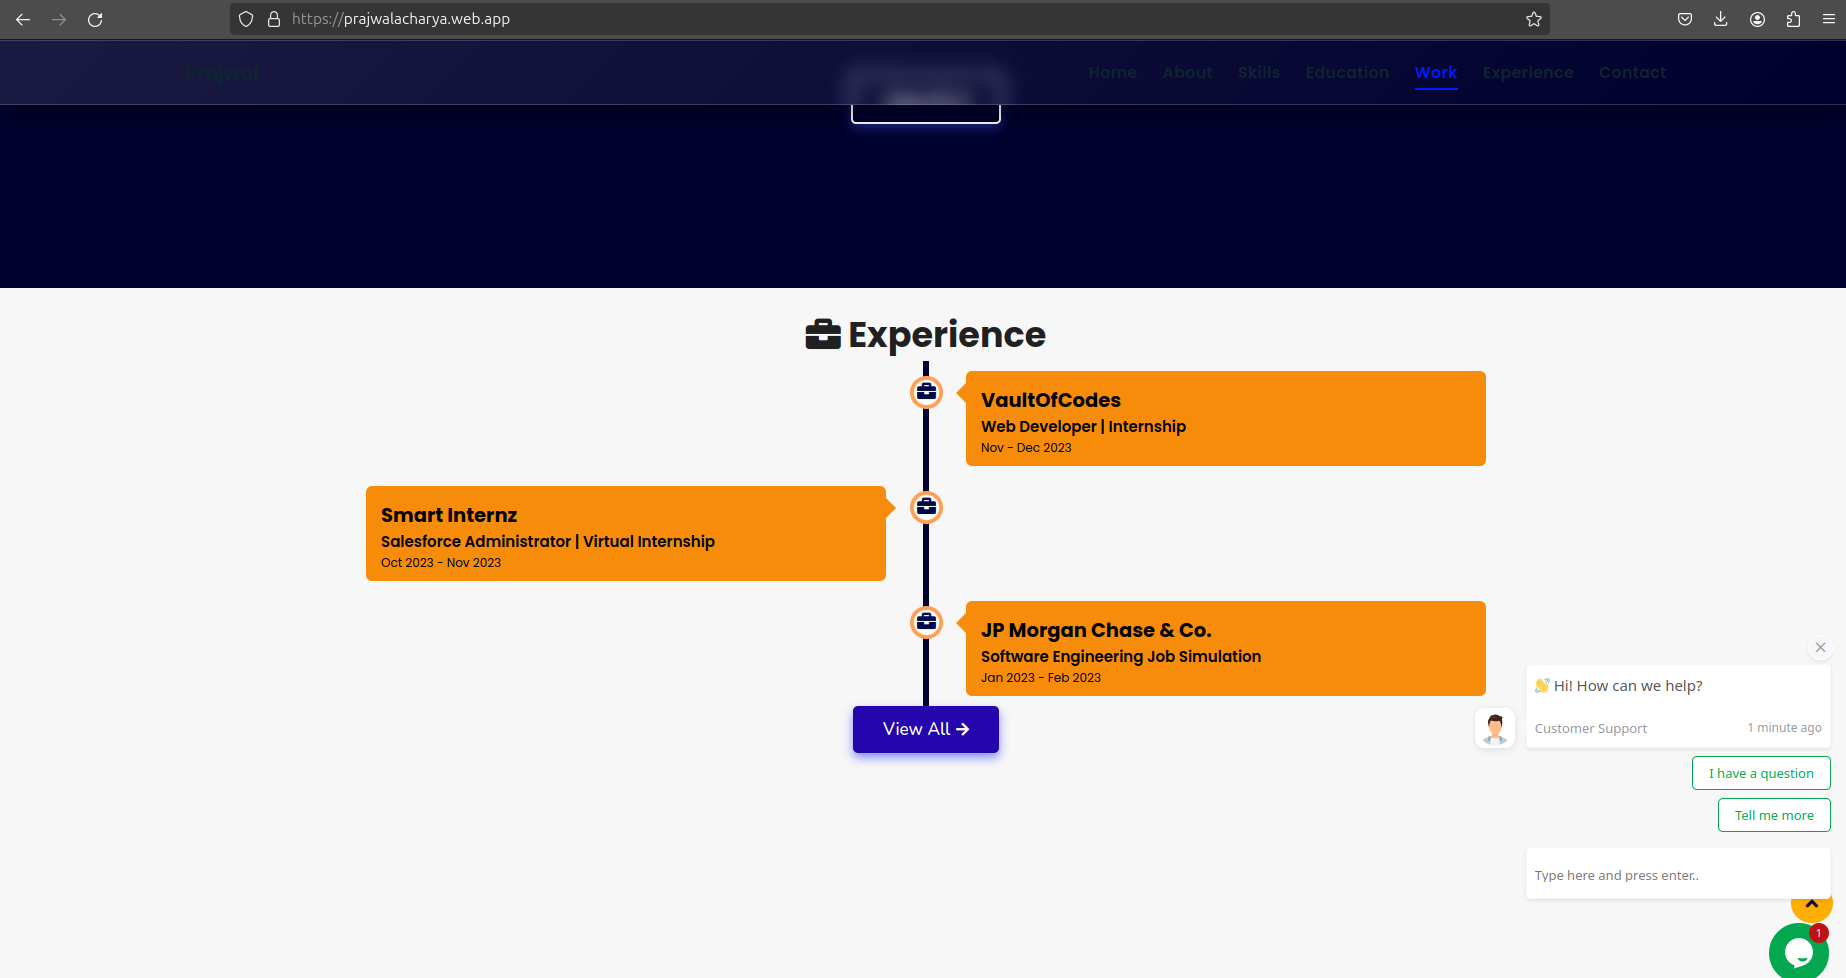 https://prajwalacharya.web.app
Prajwal
Home About Skills Education Work Experience Contact
Experience
VaultOfCodes
Web Developer | Internship
Nov - Dec 2023
Smart Internz
Salesforce Administrator | Virtual Internship
Oct 2023 - Nov 2023
JP Morgan Chase & Co.
Software Engineering Job Simulation
Jan 2023 - Feb 2023
View All →
👋 Hi! How can we help?
Customer Support 1 minute ago
I have a question
Tell me more
Type here and press enter..
1